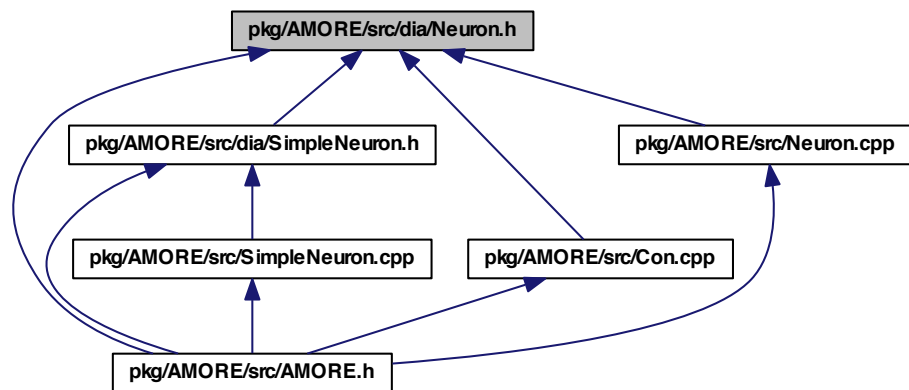 pkg/AMORE/src/dia/Neuron.h
pkg/AMORE/src/dia/SimpleNeuron.h
pkg/AMORE/src/Neuron.cpp
pkg/AMORE/src/SimpleNeuron.cpp
pkg/AMORE/src/Con.cpp
pkg/AMORE/src/AMORE.h